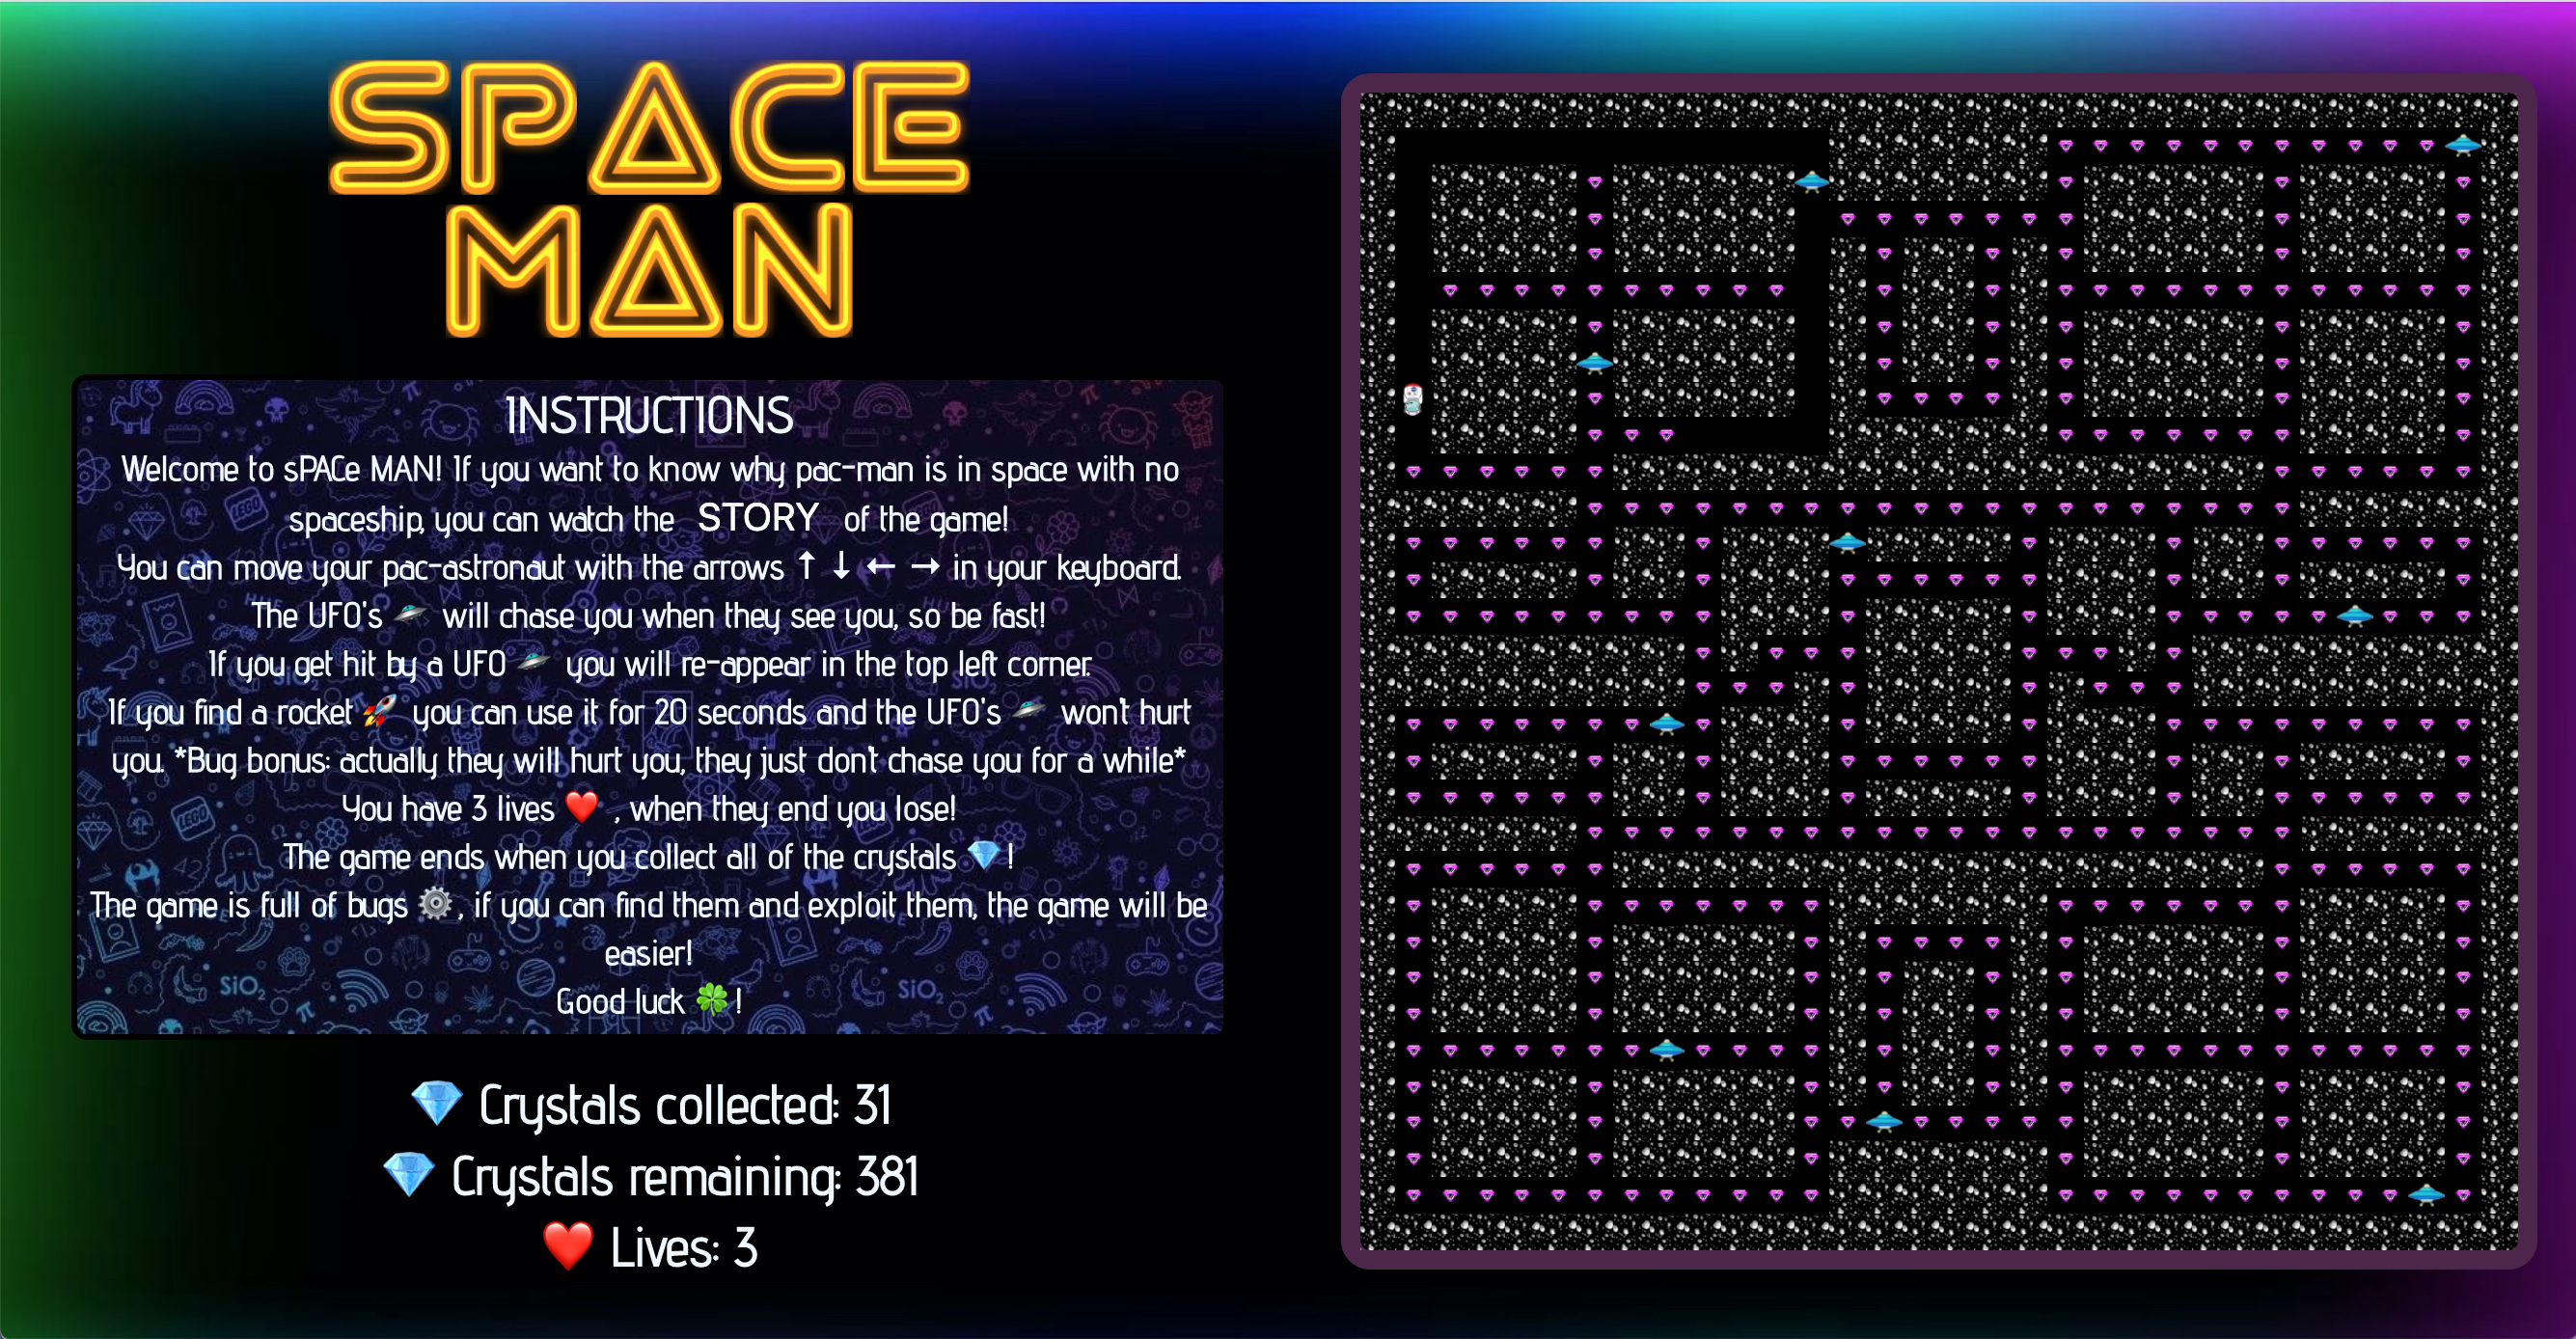 SPACE
MAN
INSTRUCTIONS
Welcome to sPACe MAN! If you want to know why pac-man is in space with no
spaceship, you can watch the STORY of the game!
You can move your pac-astronaut with the arrows ↑ ↓ ← → in your keyboard.
The UFO's 🛸 will chase you when they see you, so be fast!
If you get hit by a UFO 🛸 you will re-appear in the top left corner.
If you find a rocket 🚀 you can use it for 20 seconds and the UFO's 🛸 won't hurt
you. *Bug bonus: actually they will hurt you, they just don't chase you for a while*
You have 3 lives ❤️ , when they end you lose!
The game ends when you collect all of the crystals 💎 !
The game is full of bugs ⚙️ , if you can find them and exploit them, the game will be
easier!
Good luck 🍀 !
💎 Crystals collected: 31
💎 Crystals remaining: 381
❤️ Lives: 3